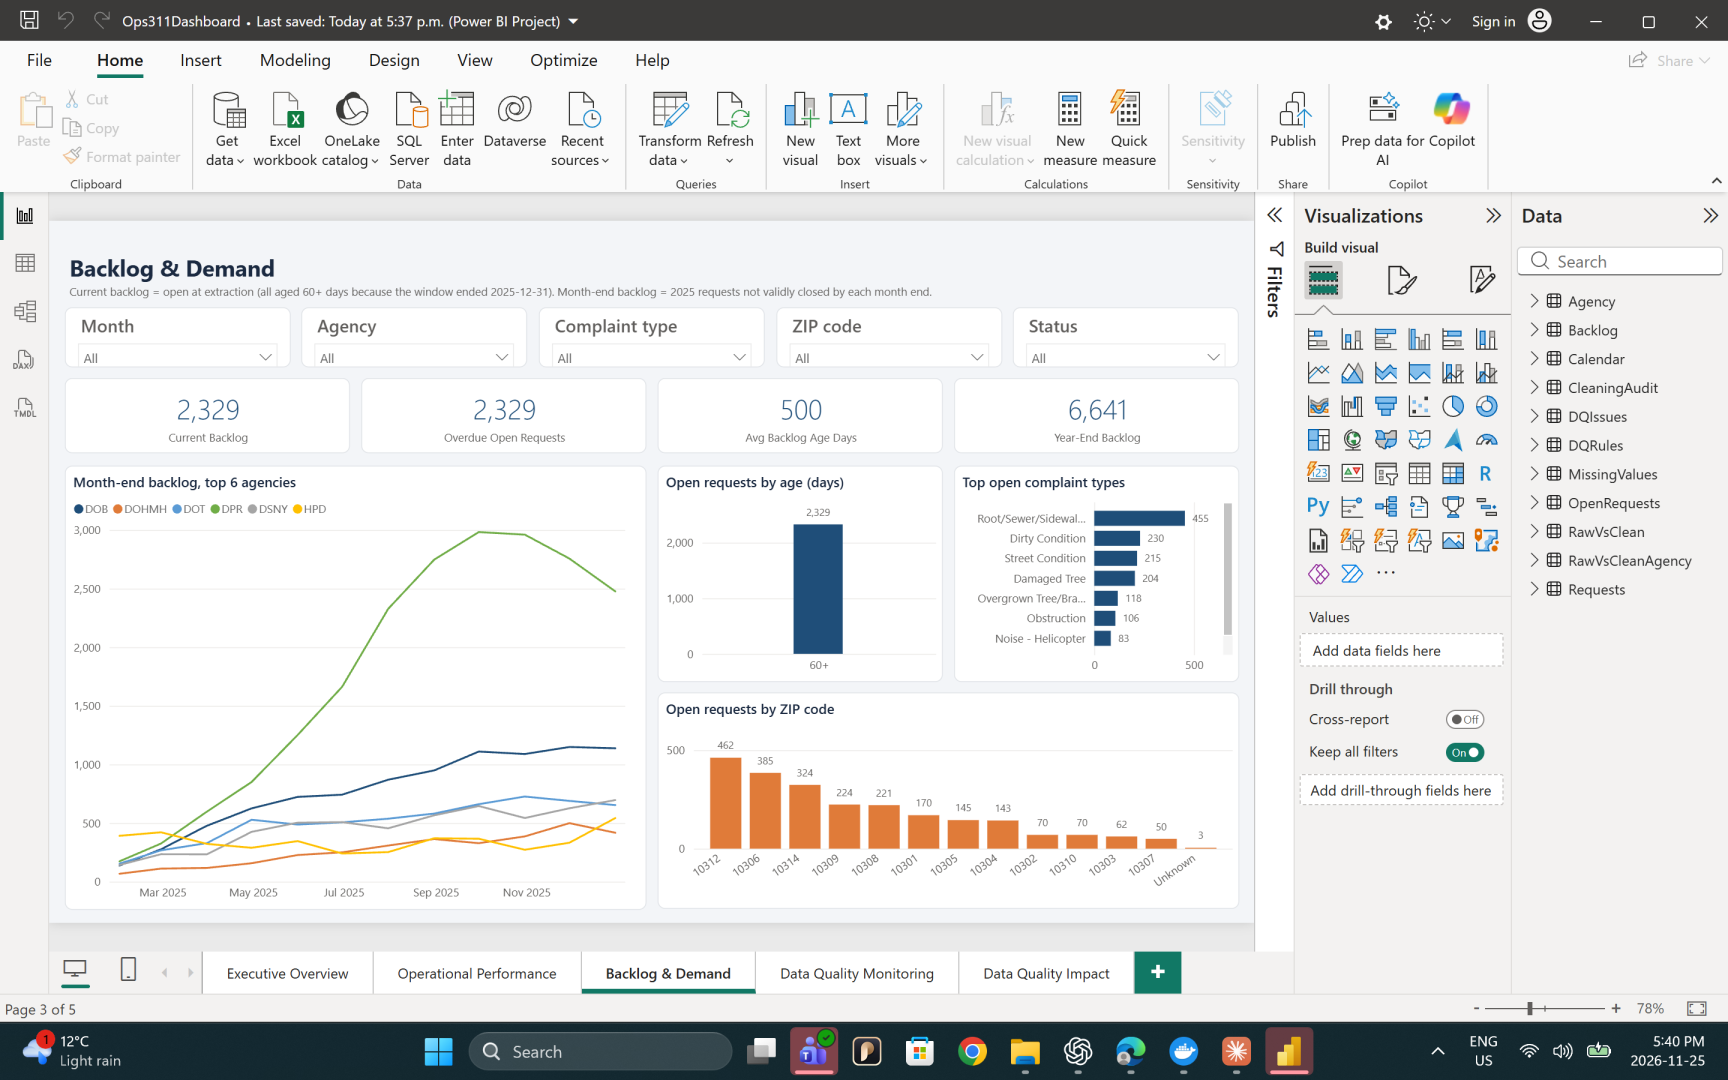 Ops311Dashboard • Last saved: Today at 5:37 p.m. (Power BI Project)
Sign in
File
Home
Insert
Modeling
Design
View
Optimize
Help
Share
Paste
Cut
Copy
Format painter
Clipboard
Get data
Excel workbook
OneLake catalog
SQL Server
Enter data
Dataverse
Recent sources
Data
Transform data
Refresh
Queries
New visual
Text box
More visuals
Insert
New visual calculation
New measure
Quick measure
Calculations
Sensitivity
Sensitivity
Publish
Share
Prep data for AI
Copilot
Copilot
DAX
TMDL
Backlog & Demand
Current backlog = open at extraction (all aged 60+ days because the window ended 2025-12-31). Month-end backlog = 2025 requests not validly closed by each month end.
Month
All
Agency
All
Complaint type
All
ZIP code
All
Status
All
2,329
Current Backlog
2,329
Overdue Open Requests
500
Avg Backlog Age Days
6,641
Year-End Backlog
Month-end backlog, top 6 agencies
DOB DOHMH DOT DPR DSNY HPD
3,000
2,500
2,000
1,500
1,000
500
0
Mar 2025 May 2025 Jul 2025 Sep 2025 Nov 2025
Open requests by age (days)
2,329
2,000
1,000
0
60+
Top open complaint types
Root/Sewer/Sidewal... 455
Dirty Condition 230
Street Condition 215
Damaged Tree 204
Overgrown Tree/Bra... 118
Obstruction 106
Noise - Helicopter 83
0 500
Open requests by ZIP code
500
0
462 385 324 224 221 170 145 143 70 70 62 50 3
10312 10306 10314 10309 10308 10301 10305 10304 10302 10310 10303 10307 Unknown
Filters
Visualizations
Build visual
123
R
Py
Values
Add data fields here
Drill through
Cross-report
Off
Keep all filters
On
Add drill-through fields here
Data
Search
Agency
Backlog
Calendar
CleaningAudit
DQIssues
DQRules
MissingValues
OpenRequests
RawVsClean
RawVsCleanAgency
Requests
Executive Overview
Operational Performance
Backlog & Demand
Data Quality Monitoring
Data Quality Impact
+
Page 3 of 5
- + 78%
1
12°C
Light rain
Search
ENG
US
5:40 PM
2026-11-25